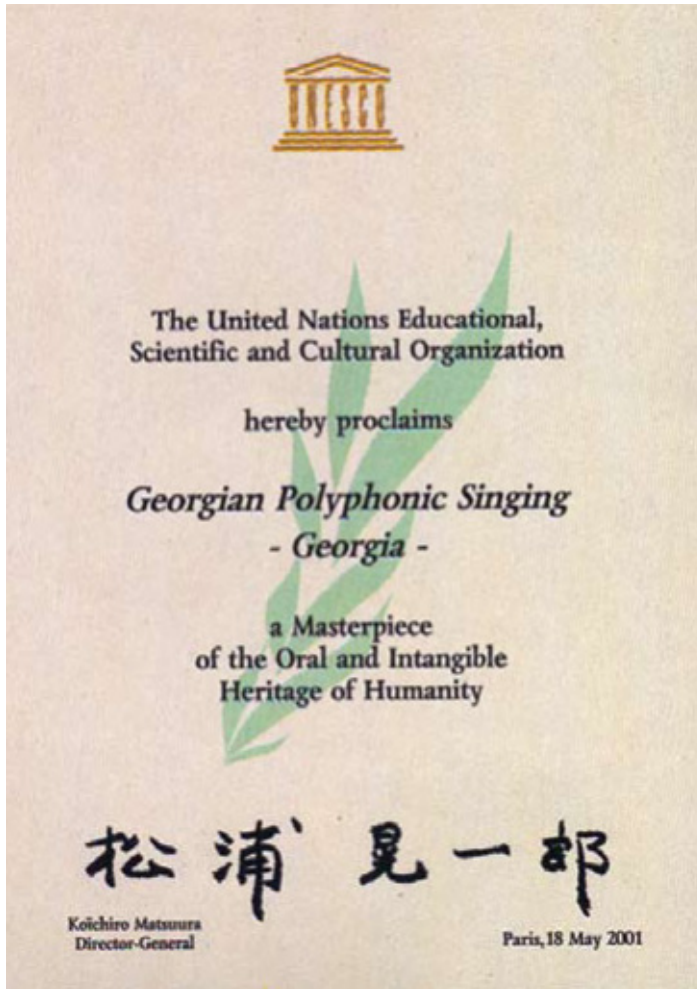 UNESCO
The United Nations Educational,
Scientific and Cultural Organization
hereby proclaims
Georgian Polyphonic Singing
- Georgia -
a Masterpiece
of the Oral and Intangible
Heritage of Humanity
松浦晃一郎
Koïchiro Matsuura
Director-General
Paris, 18 May 2001